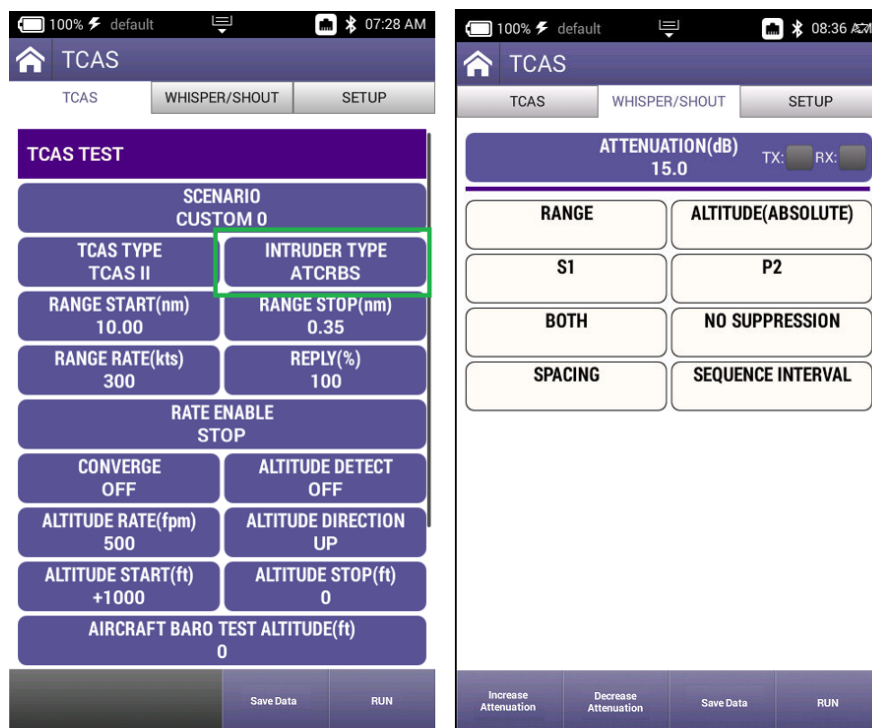 100% default 07:28 AM
TCAS
TCAS WHISPER/SHOUT SETUP
TCAS TEST
SCENARIO
CUSTOM 0
TCAS TYPE INTRUDER TYPE
TCAS II ATCRBS
RANGE START(nm) RANGE STOP(nm)
10.00 0.35
RANGE RATE(kts) REPLY(%)
300 100
RATE ENABLE
STOP
CONVERGE ALTITUDE DETECT
OFF OFF
ALTITUDE RATE(fpm) ALTITUDE DIRECTION
500 UP
ALTITUDE START(ft) ALTITUDE STOP(ft)
+1000 0
AIRCRAFT BARO TEST ALTITUDE(ft)
0
Save Data RUN
100% default 08:36
TCAS
TCAS WHISPER/SHOUT SETUP
ATTENUATION(dB)
15.0 TX: RX:
RANGE ALTITUDE(ABSOLUTE)
S1 P2
BOTH NO SUPPRESSION
SPACING SEQUENCE INTERVAL
Increase Attenuation Decrease Attenuation Save Data RUN